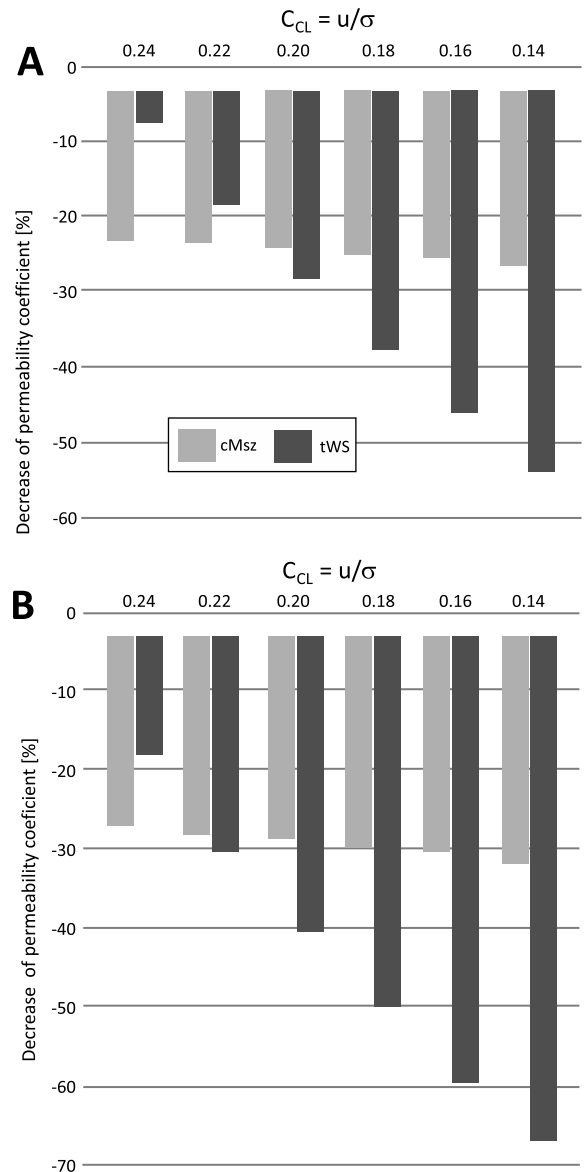 C_CL = u/σ
A
0 0.24 0.22 0.20 0.18 0.16 0.14
-10
-20
-30
-40
-50
-60
Decrease of permeability coefficient [%]
cMsz tWS
C_CL = u/σ
B
0 0.24 0.22 0.20 0.18 0.16 0.14
-10
-20
-30
-40
-50
-60
-70
Decrease of permeability coeficient [%]